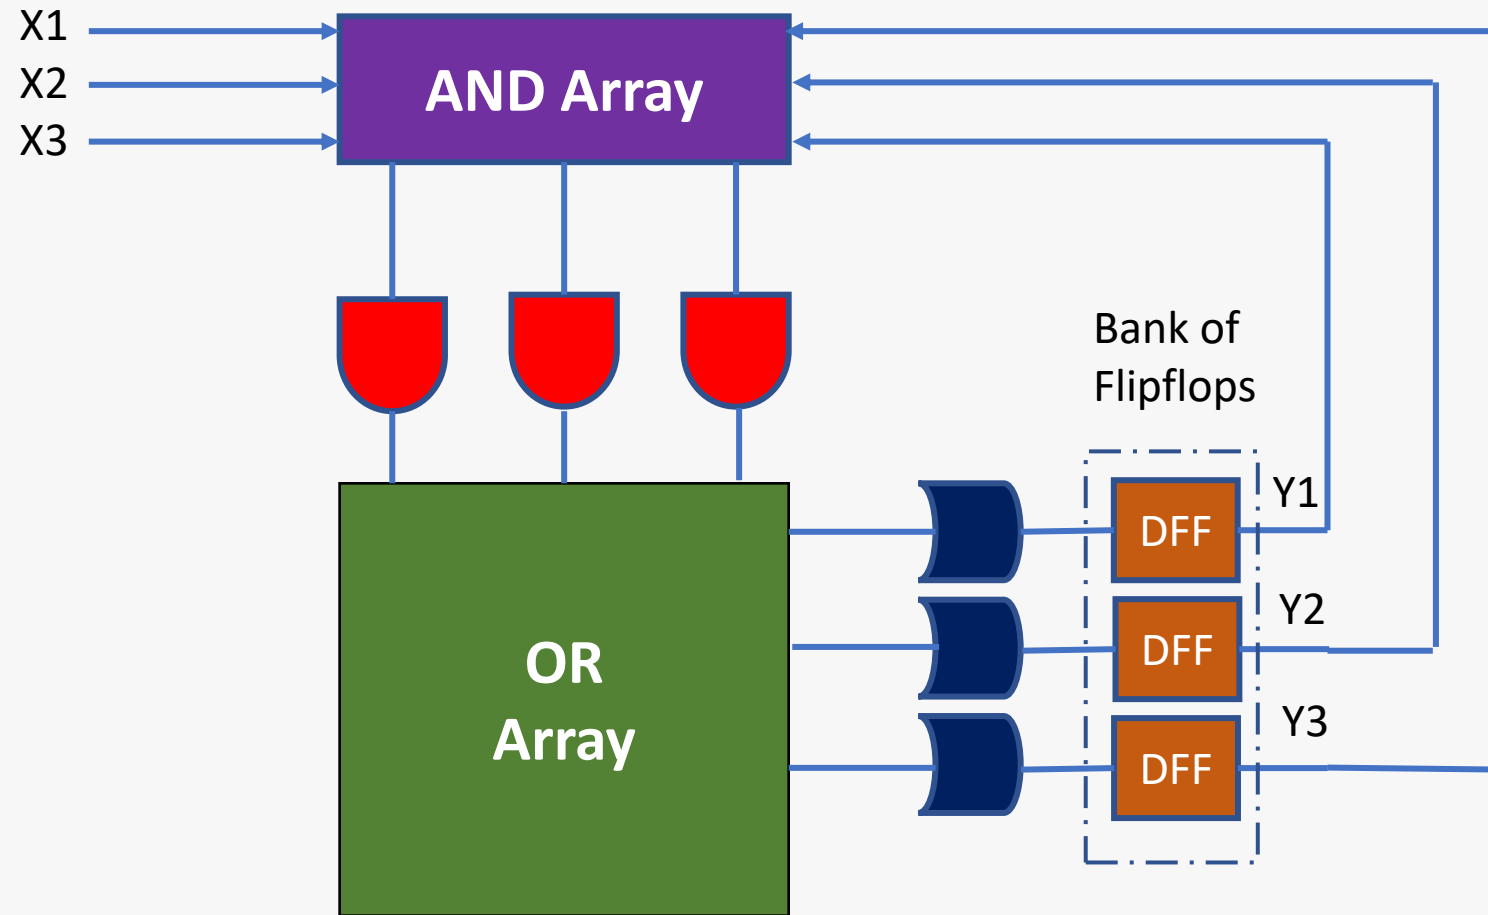 X1
X2
X3
AND Array
Bank of
Flipflops
DFF
Y1
DFF
Y2
DFF
Y3
OR
Array